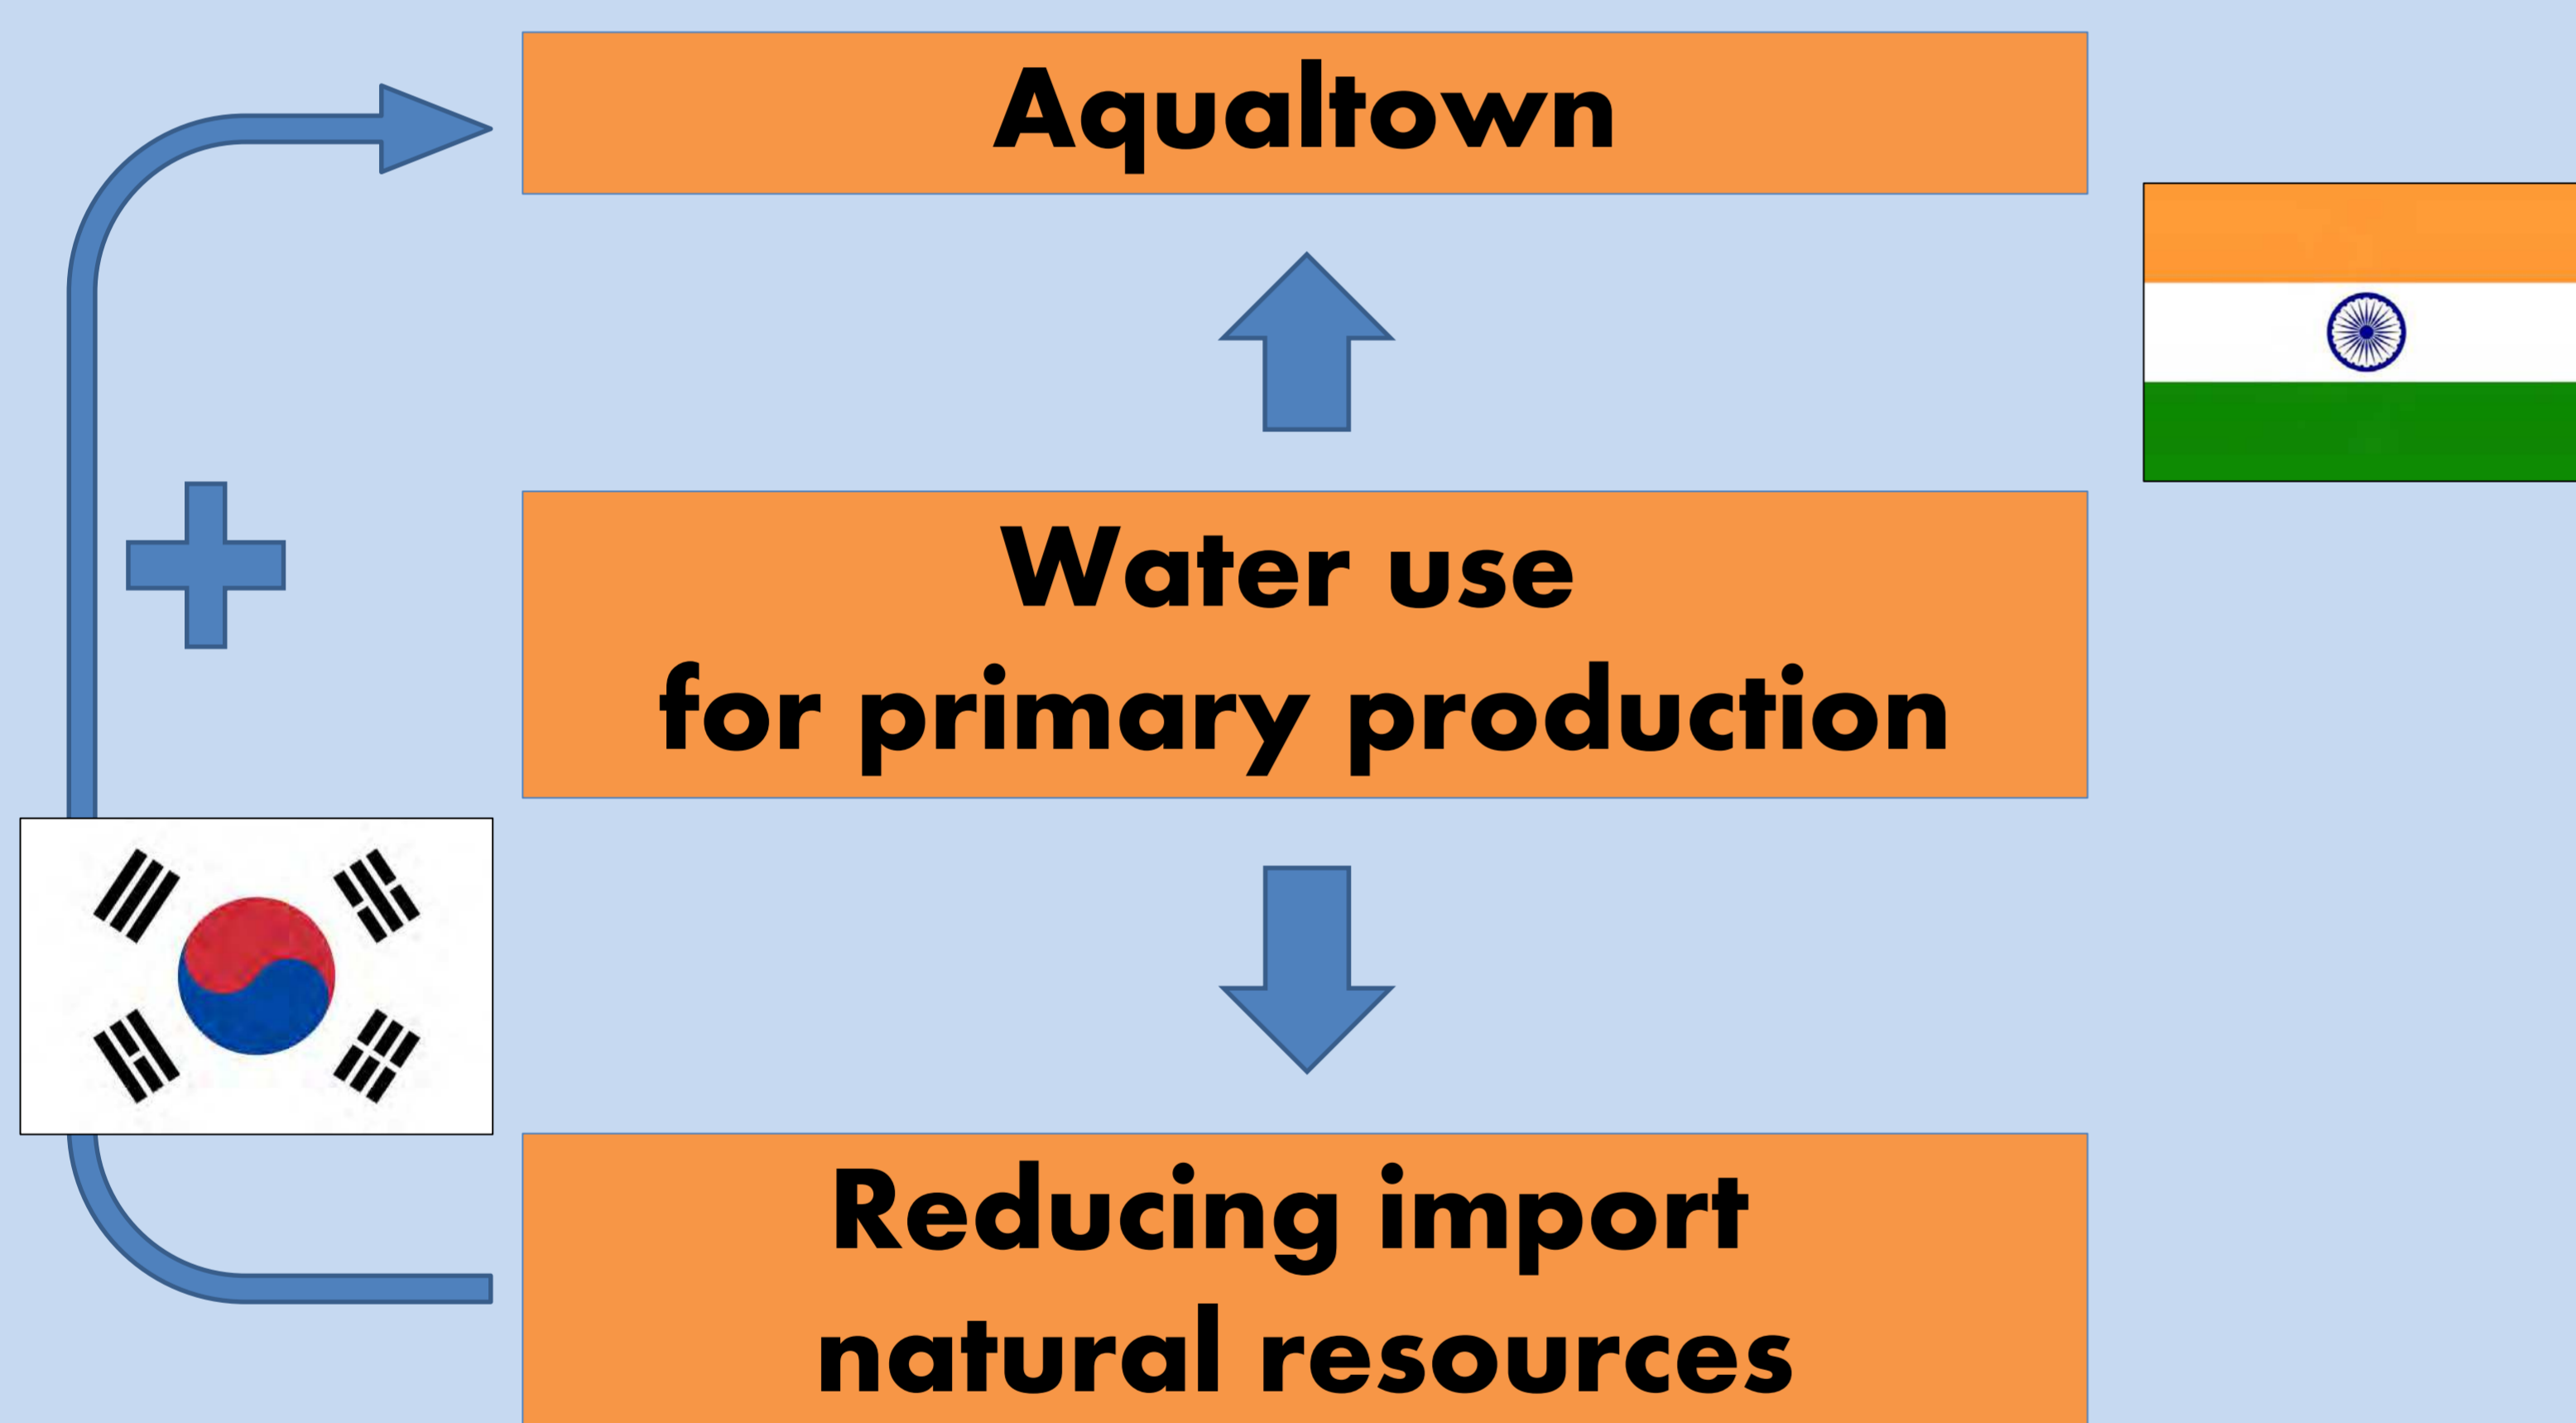 Aqualtown
Water use
for primary production
Reducing import
natural resources